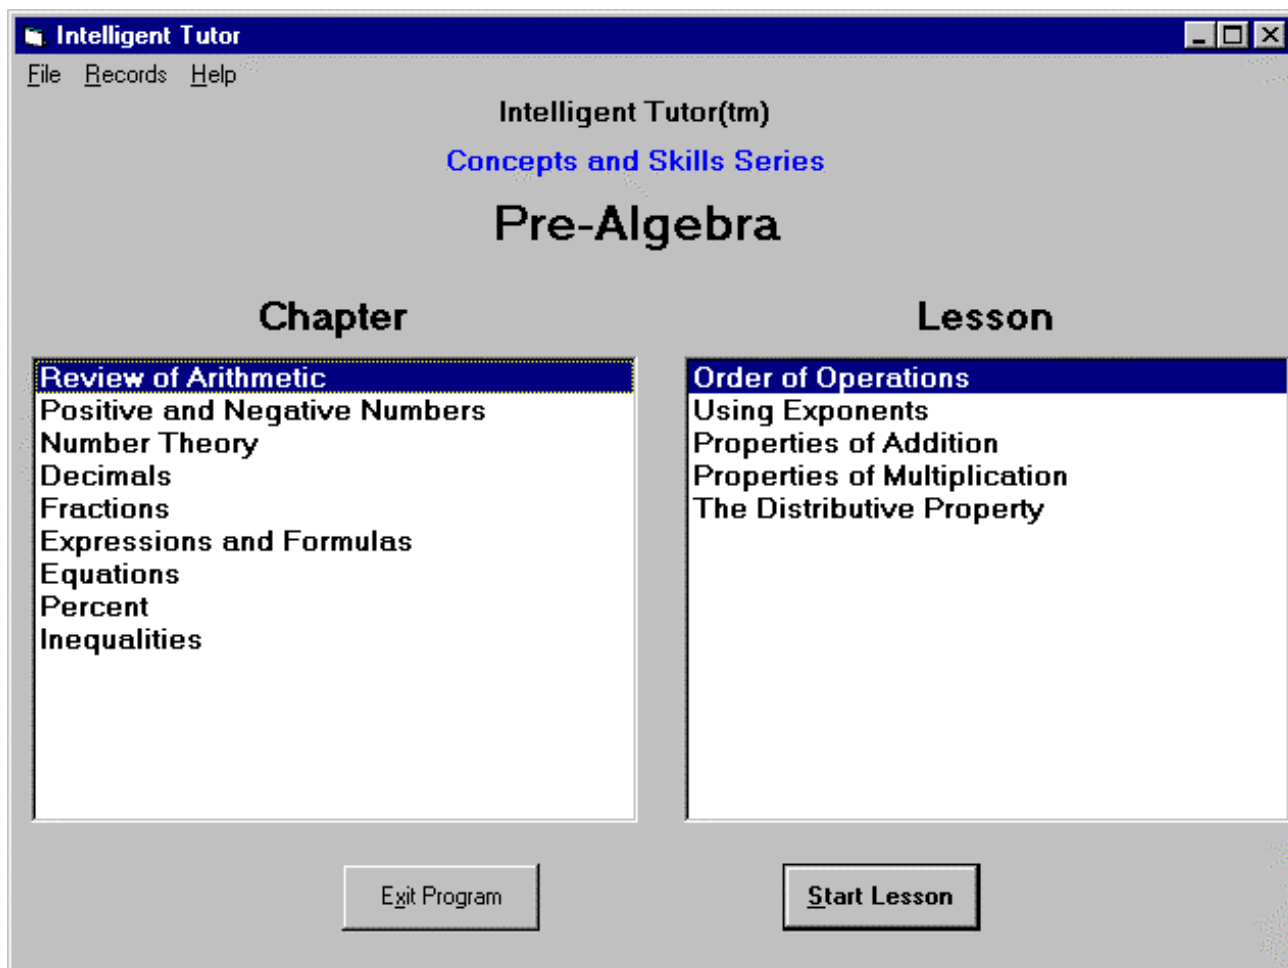 Intelligent Tutor
File Records Help
Intelligent Tutor(tm)
Concepts and Skills Series
Pre-Algebra
Chapter
Review of Arithmetic
Positive and Negative Numbers
Number Theory
Decimals
Fractions
Expressions and Formulas
Equations
Percent
Inequalities
Lesson
Order of Operations
Using Exponents
Properties of Addition
Properties of Multiplication
The Distributive Property
Exit Program
Start Lesson